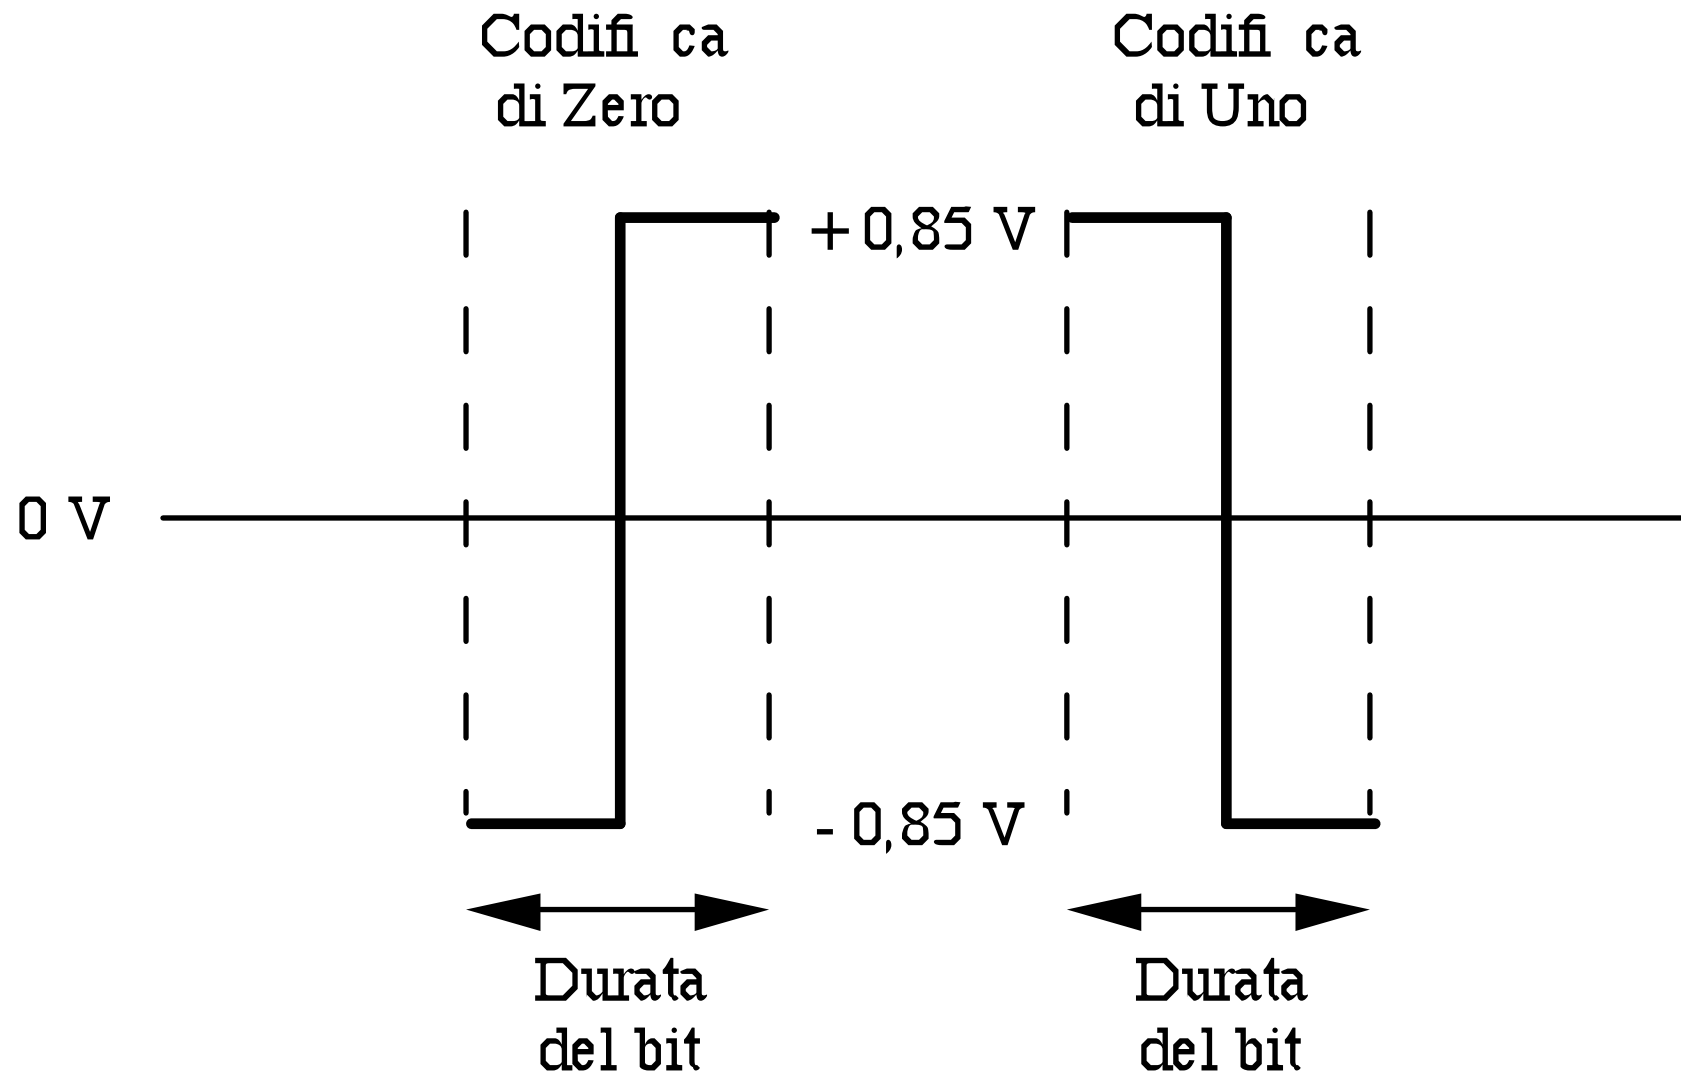 Codifi ca
di Zero
Codifi ca
di Uno
+ 0,85 V
0 V
- 0,85 V
Durata
del bit
Durata
del bit